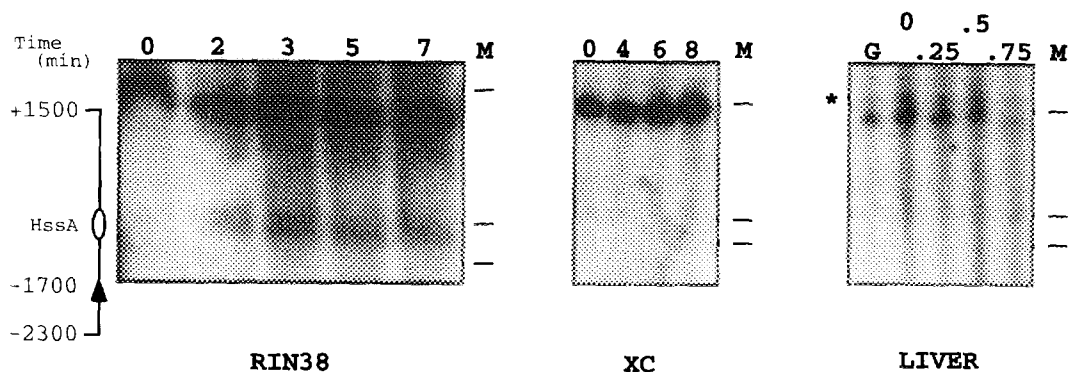 Time
(min)
0 2 3 5 7 M
0 4 6 8 M
0 .5
G .25 .75 M
+1500
*
HssA
-1700
-2300
RIN38
XC
LIVER